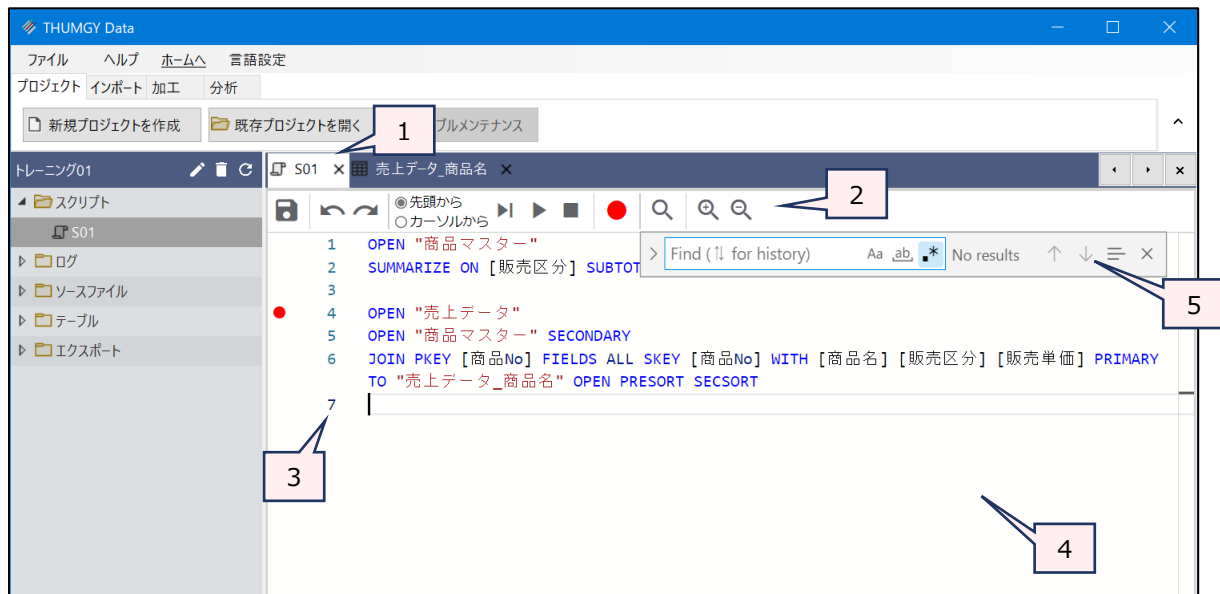 THUMGY Data
ファイル ヘルプ ホームへ 言語設定
プロジェクト インポート 加工 分析
新規プロジェクトを作成 既存プロジェクトを開く ブルメンテナンス
1
トレーニング01
S01 売上データ_商品名
2
先頭から
カーソルから
スクリプト
S01
ログ
ソースファイル
テーブル
エクスポート
Find (⇅ for history) Aa ab .* No results
1 OPEN "商品マスター"
2 SUMMARIZE ON [販売区分] SUBTOT
3
4 OPEN "売上データ"
5 OPEN "商品マスター" SECONDARY
6 JOIN PKEY [商品No] FIELDS ALL SKEY [商品No] WITH [商品名] [販売区分] [販売単価] PRIMARY
TO "売上データ_商品名" OPEN PRESORT SECSORT
7
5
3
4